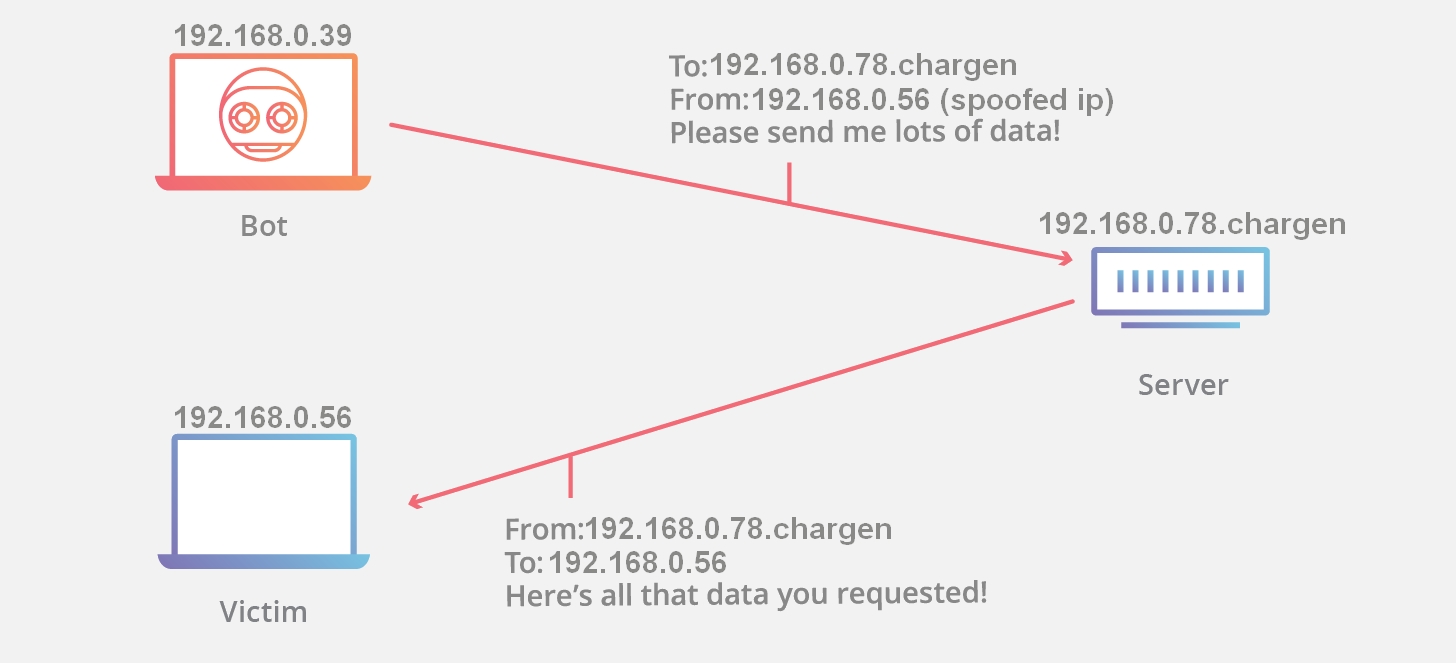 192.168.0.39
Bot
To:192.168.0.78.chargen
From:192.168.0.56 (spoofed ip)
Please send me lots of data!
192.168.0.78.chargen
Server
192.168.0.56
Victim
From:192.168.0.78.chargen
To: 192.168.0.56
Here’s all that data you requested!